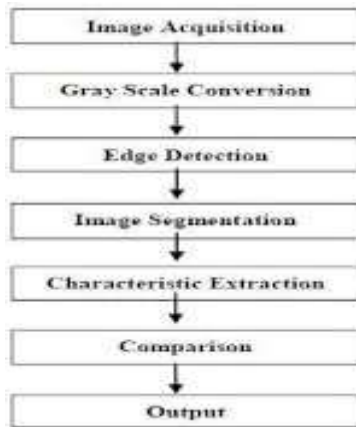 Image Acquisition
Gray Scale Conversion
Edge Detection
Image Segmentation
Characteristic Extraction
Comparison
Output